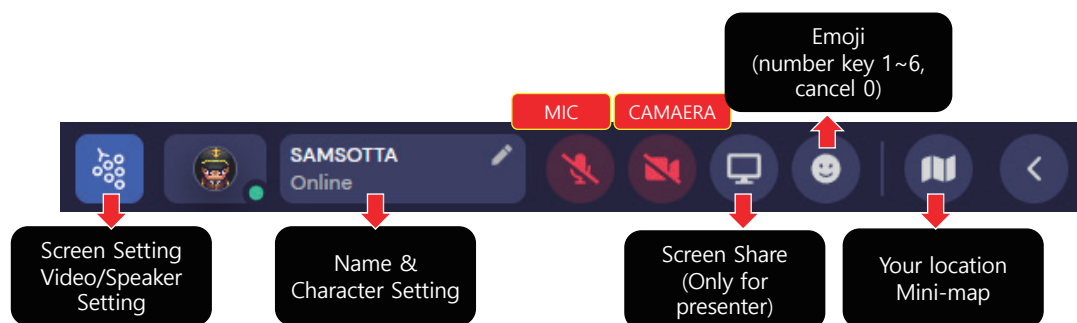 Emoji
(number key 1~6,
cancel 0)
MIC
CAMAERA
SAMSOTTA
Online
Screen Setting
Video/Speaker
Setting
Name &
Character Setting
Screen Share
(Only for
presenter)
Your location
Mini-map